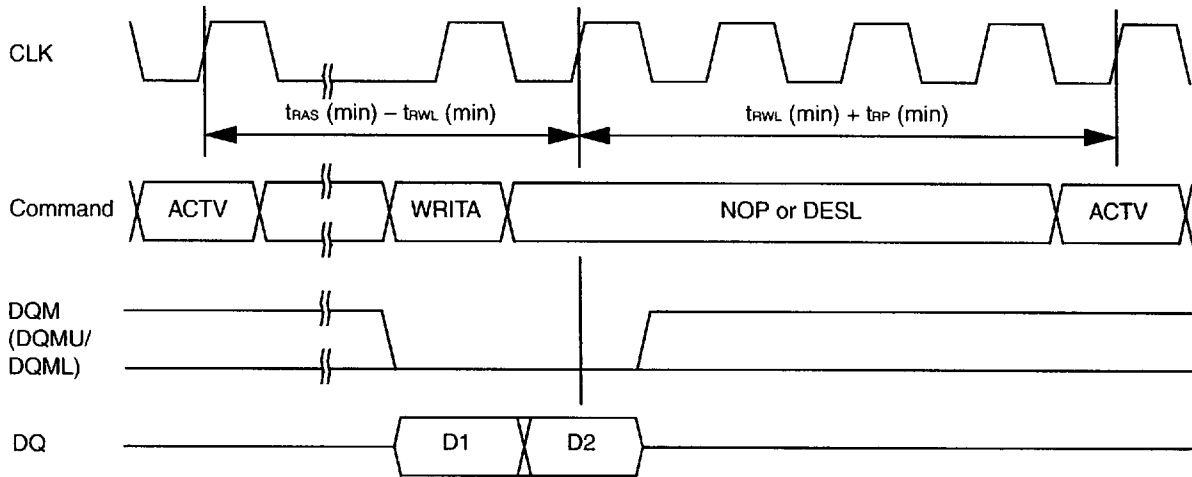 CLK
tRAS (min) – tRWL (min) tRWL (min) + tRP (min)
Command ACTV WRITA NOP or DESL ACTV
DQM
(DQMU/
DQML)
DQ D1 D2